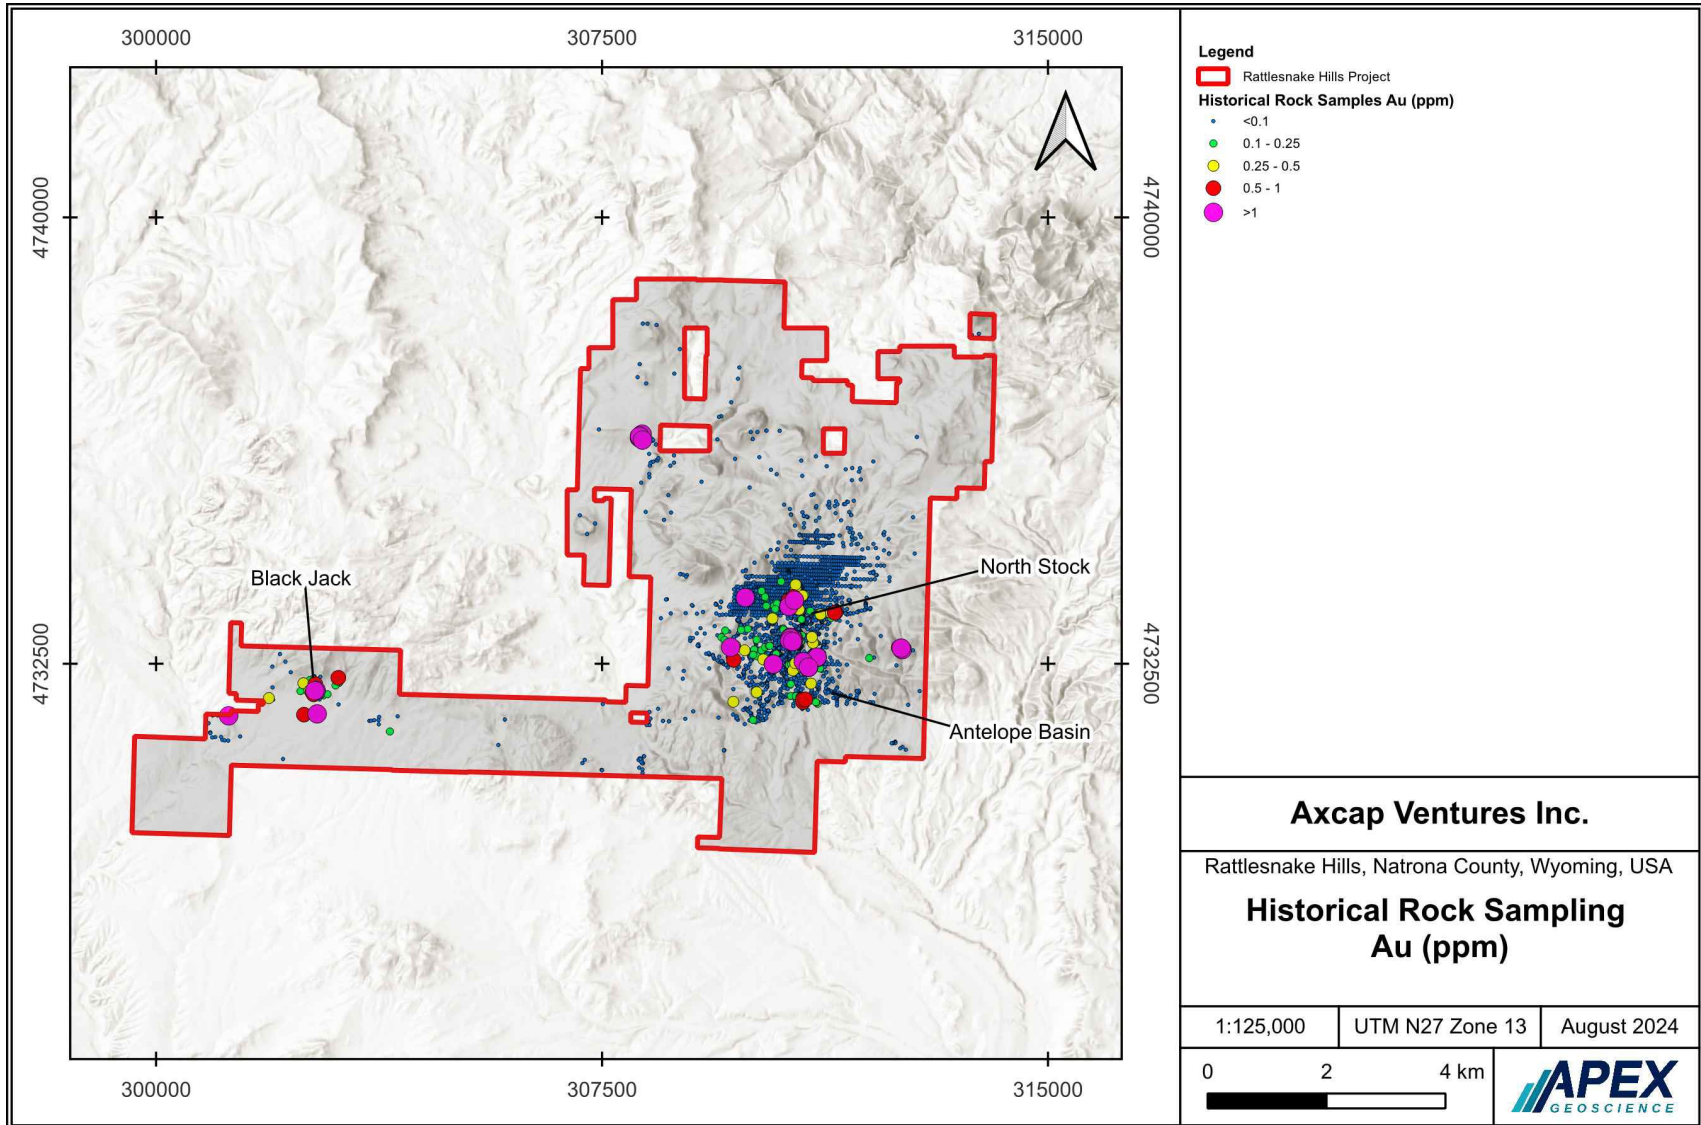 300000
307500
315000
4740000
4740000
4732500
4732500
Black Jack
North Stock
Antelope Basin
300000
307500
315000
Legend
Rattlesnake Hills Project
Historical Rock Samples Au (ppm)
<0.1
0.1 - 0.25
0.25 - 0.5
0.5 - 1
>1
Axcap Ventures Inc.
Rattlesnake Hills, Natrona County, Wyoming, USA
Historical Rock Sampling
Au (ppm)
1:125,000
UTM N27 Zone 13
August 2024
0 2 4 km
APEX
GEOSCIENCE